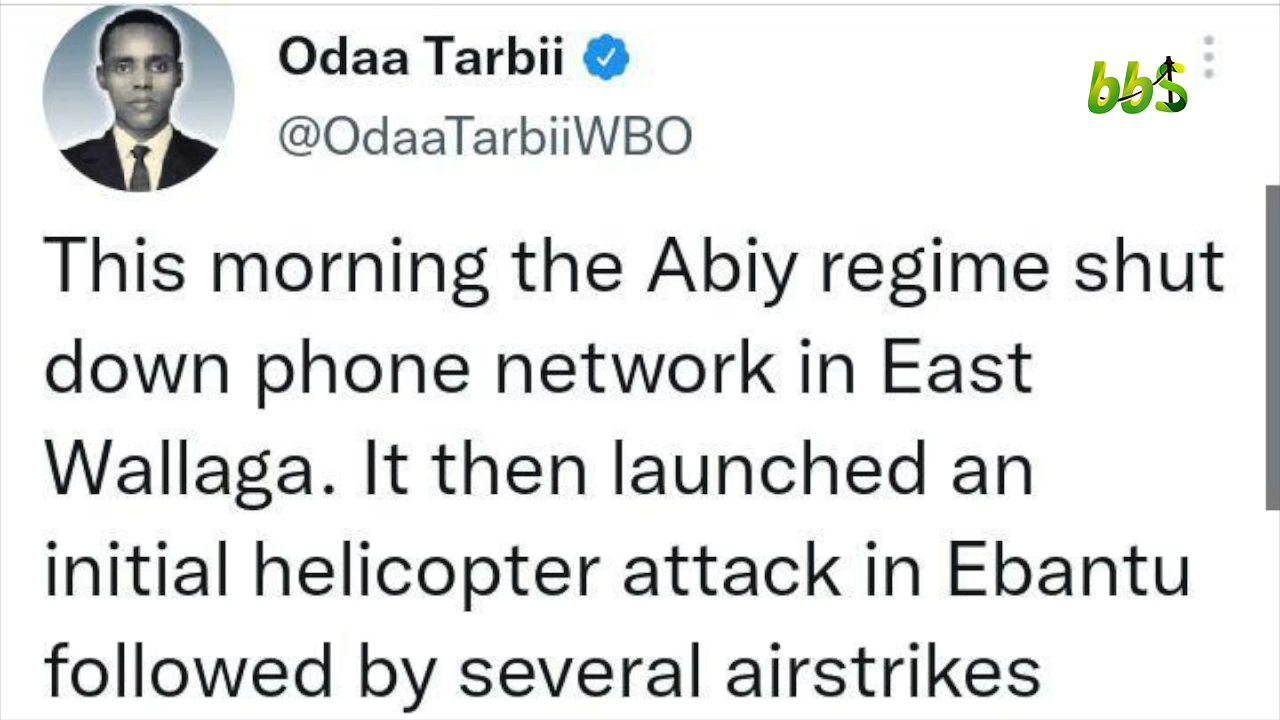 Odaa Tarbii
bbS
@OdaaTarbiiWBO
This morning the Abiy regime shut
down phone network in East
Wallaga. It then launched an
initial helicopter attack in Ebantu
followed by several airstrikes